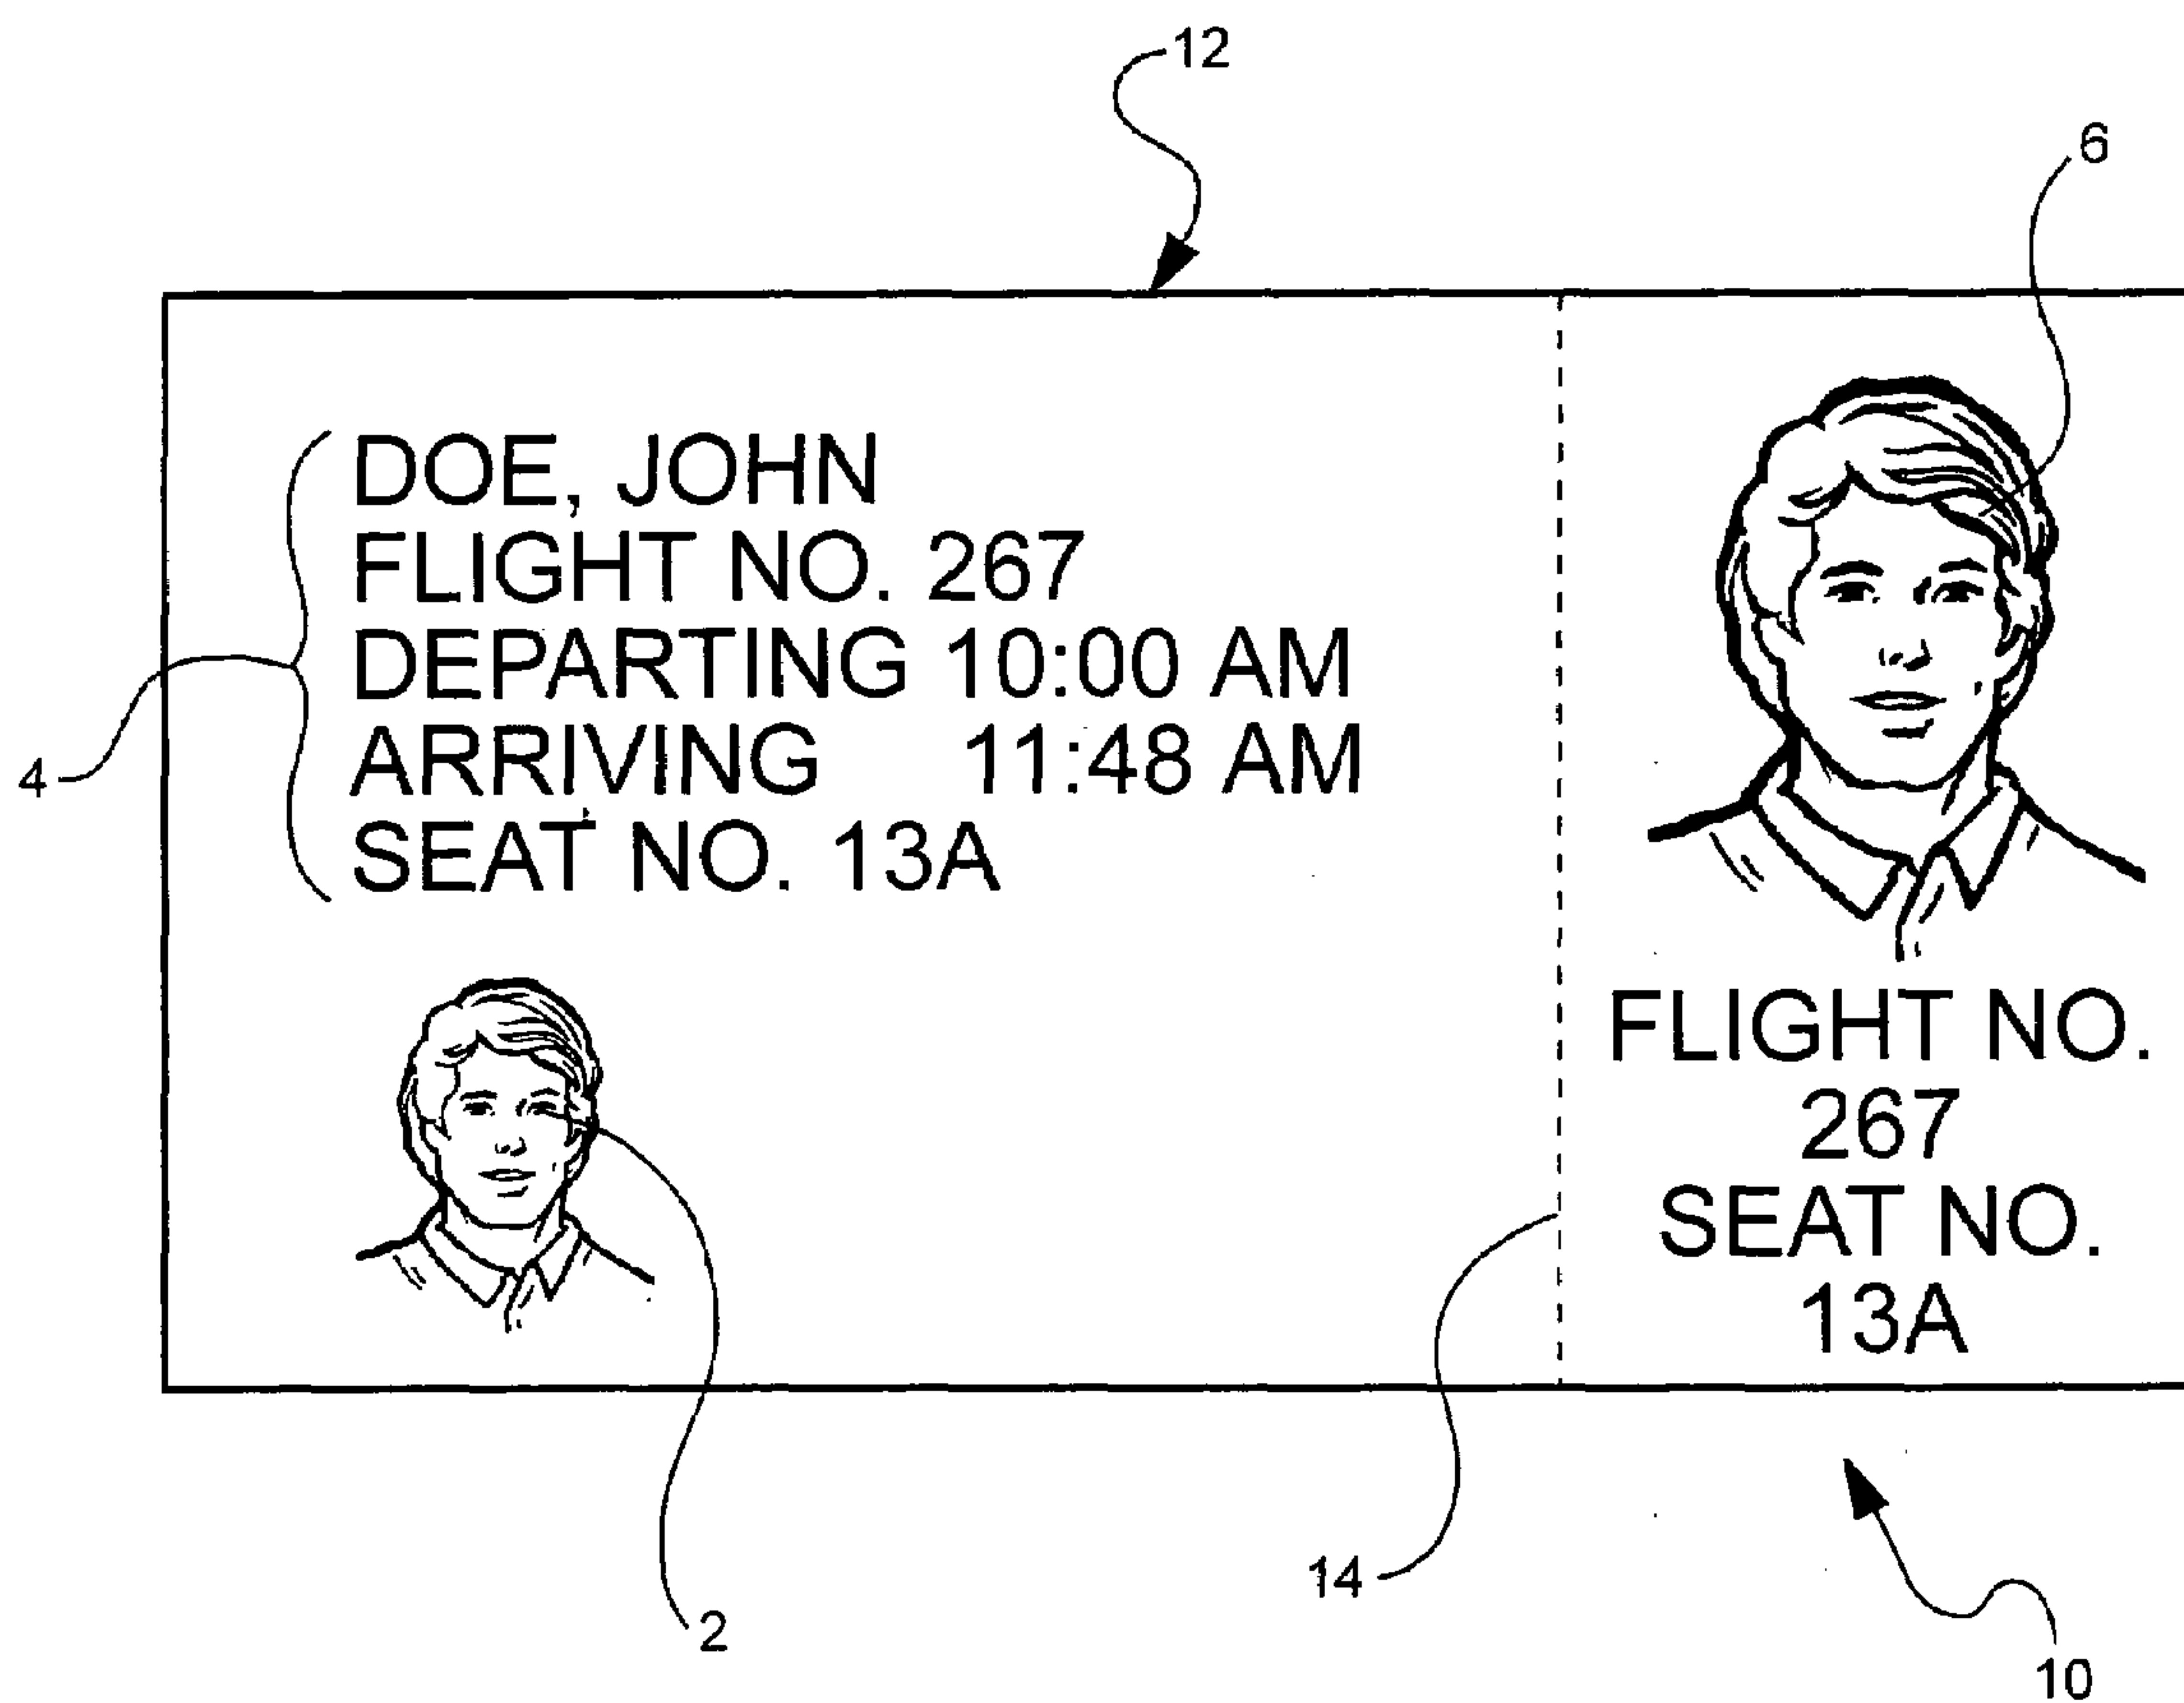 12
6
DOE, JOHN
FLIGHT NO. 267
DEPARTING 10:00 AM
ARRIVING 11:48 AM
SEAT NO. 13A
4
FLIGHT NO.
267
SEAT NO.
13A
14
2
10